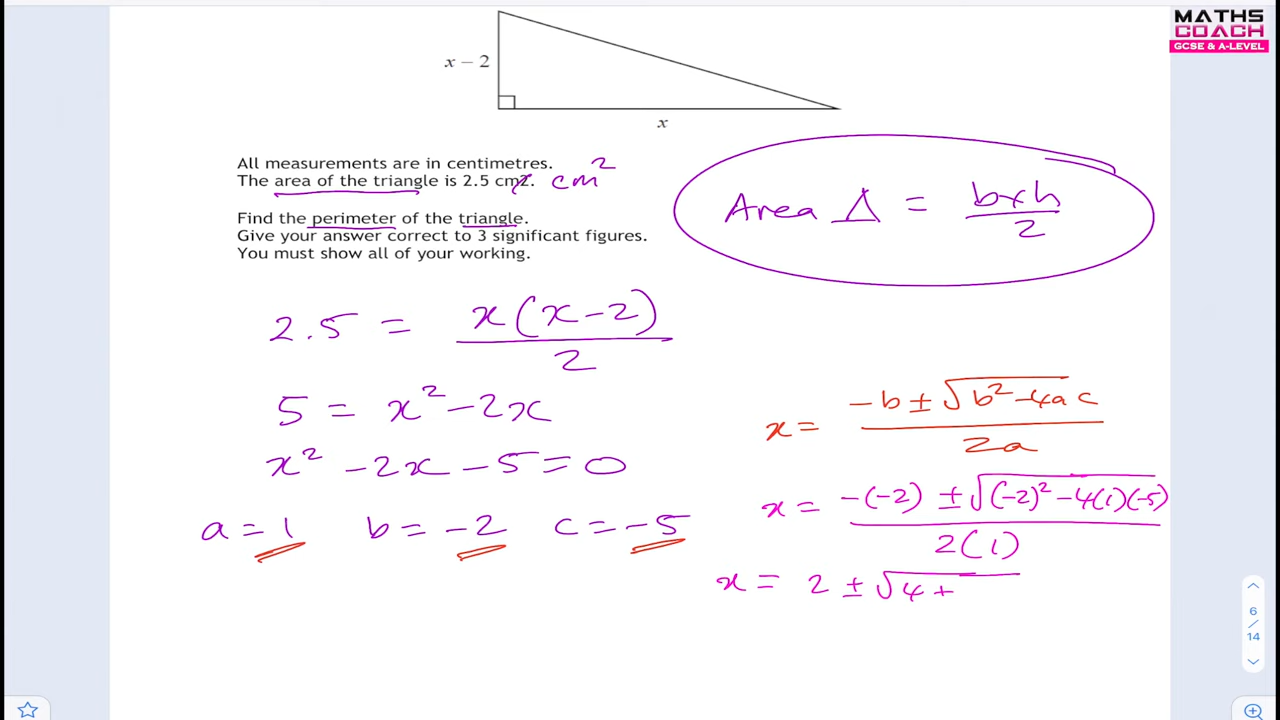 MATHS
COACH
GCSE & A-LEVEL
x − 2
x
All measurements are in centimetres.
The area of the triangle is 2.5 cm2. cm²
Find the perimeter of the triangle.
Give your answer correct to 3 significant figures.
You must show all of your working.
Area Δ = b×h/2
2.5 = x(x−2)/2
5 = x² −2x
x² −2x −5 = 0
a = 1 b = −2 c = −5
x = −b ± √(b² −4ac)/2a
x = −(−2) ± √((−2)² −4(1)(−5))/2(1)
x = 2 ± √4 +
6
/
14